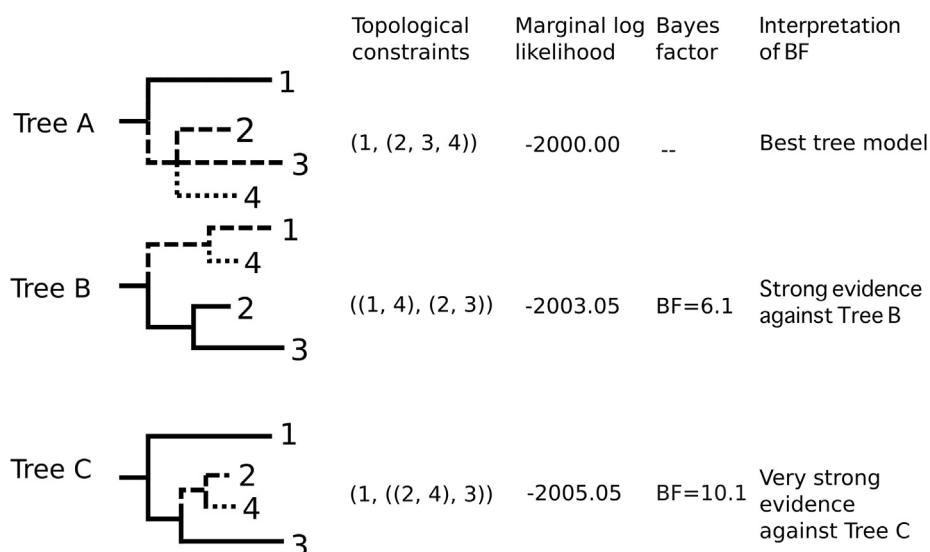 Topological constraints
Marginal log likelihood
Bayes factor
Interpretation of BF
1
Tree A
2
3
4
(1, (2, 3, 4))
-2000.00
--
Best tree model
1
4
Tree B
2
3
((1, 4), (2, 3))
-2003.05
BF=6.1
Strong evidence
against Tree B
1
Tree C
2
4
3
(1, ((2, 4), 3))
-2005.05
BF=10.1
Very strong
evidence
against Tree C